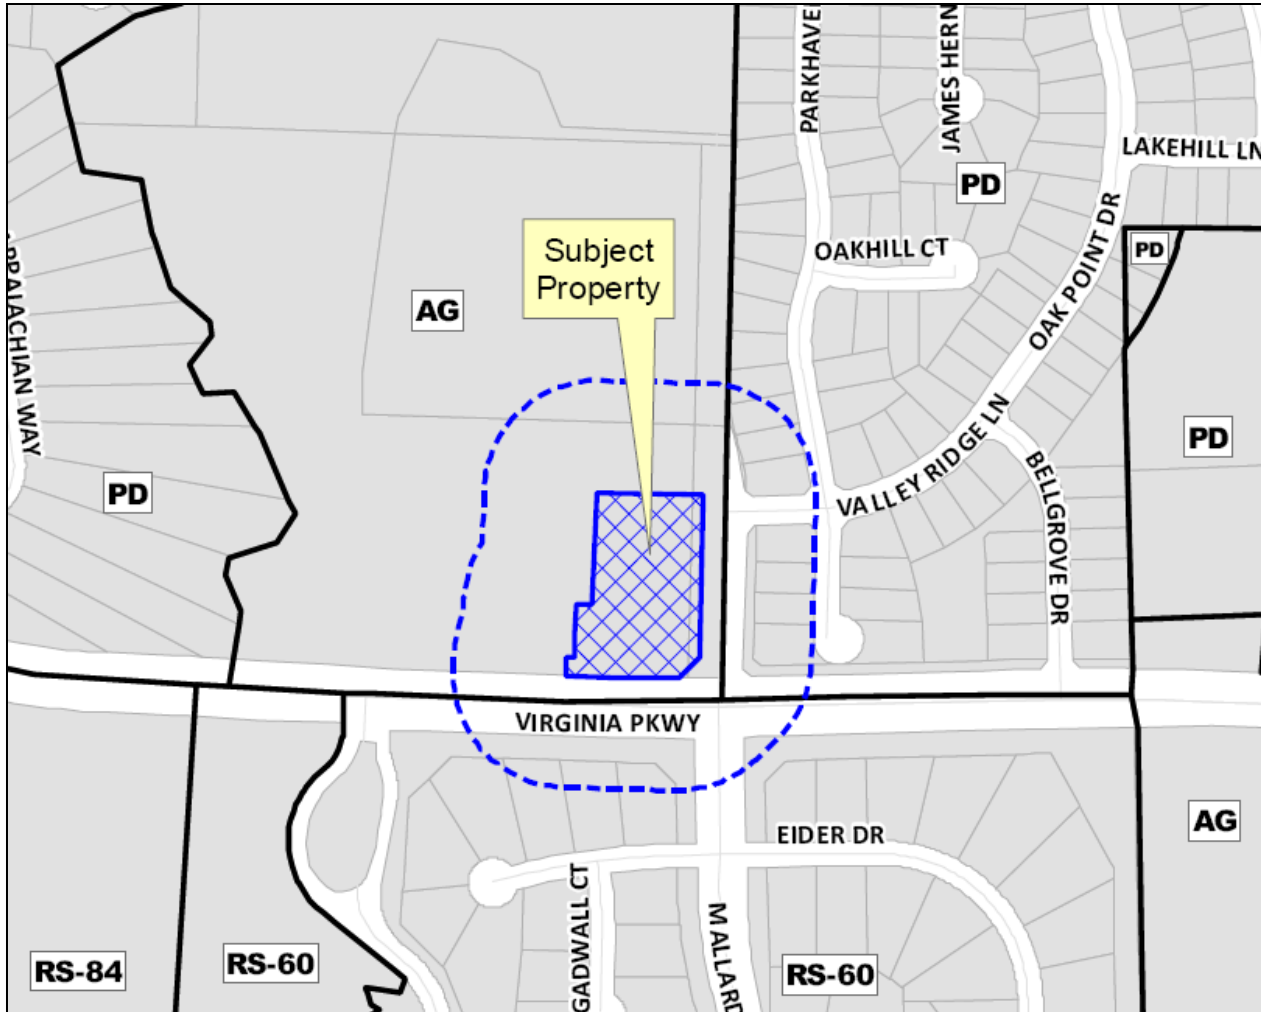 PARKHAVE
JAMES HERN
LAKEHILL LN
PD
OAKHILL CT
OAK POINT DR
PD
Subject
Property
AG
APPALACHIAN WAY
PD
VALLEY RIDGE LN
BELLGROVE DR
PD
VIRGINIA PKWY
EIDER DR
AG
GADWALL CT
MALLARD
RS-84
RS-60
RS-60